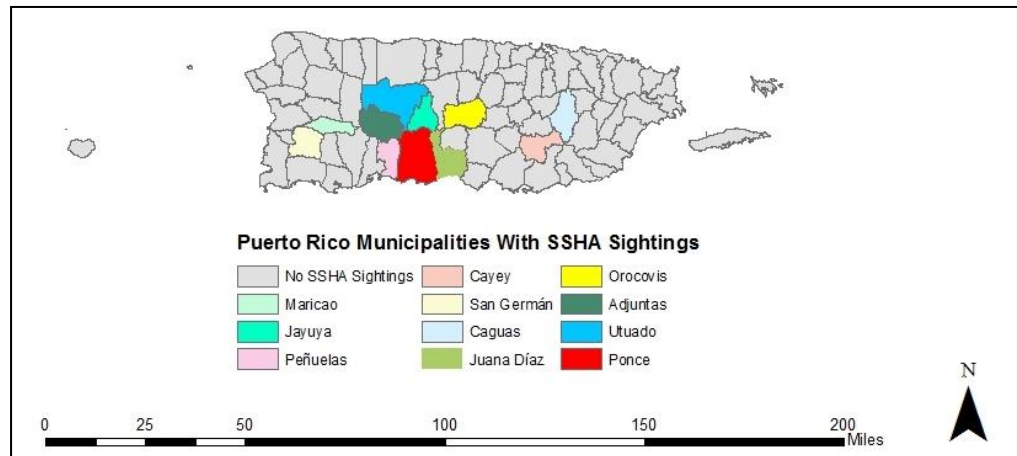 Puerto Rico Municipalities With SSHA Sightings
No SSHA Sightings Cayey Orocovis
Maricao San Germán Adjuntas
Jayuya Caguas Utuado
Peñuelas Juana Díaz Ponce
N
0 25 50 100 150 200
Miles